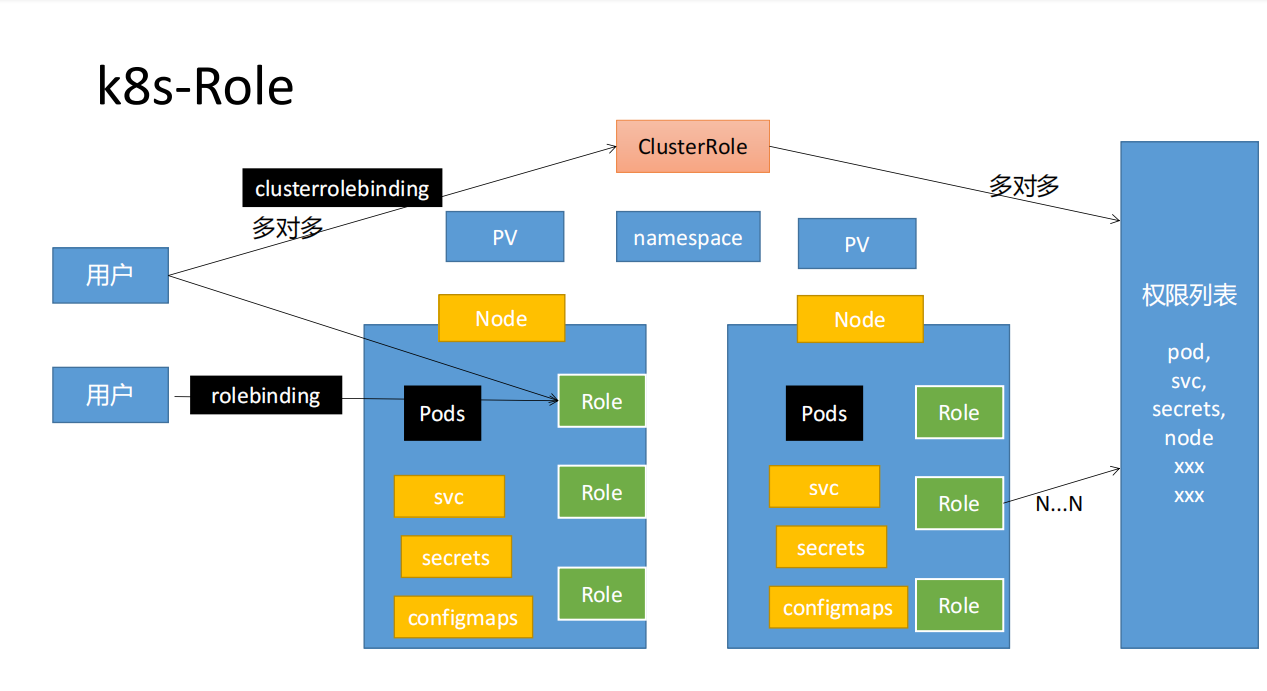 k8s-Role
ClusterRole
clusterrolebinding
多对多
多对多
PV
namespace
PV
用户
Node
Node
用户
rolebinding
Pods
Role
svc
Role
secrets
Role
configmaps
Pods
Role
svc
Role
secrets
configmaps
Role
N...N
权限列表
pod,
svc,
secrets,
node
xxx
xxx